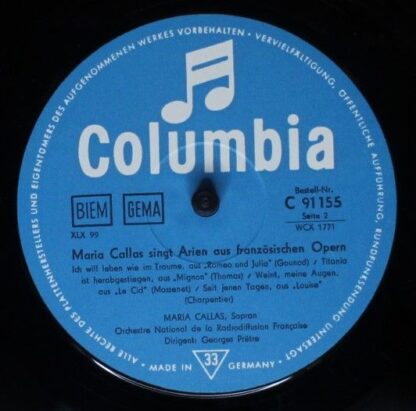 ALLE RECHTE DES PLATTENHERSTELLERS UND EIGENTÜMERS DES AUFGENOMMENEN WERKES VORBEHALTEN • VERVIELFÄLTIGUNG, ÖFFENTLICHE AUFFÜHRUNG, RUNDFUNKSENDUNG UNTERSAGT •
Columbia
BIEM GEMA
XLX 99
Bestell-Nr.
C 91155
Seite 2
WCX 1771
Maria Callas singt Arien aus französischen Opern
Ich will leben wie im Traume, aus „Romeo und Julia" (Gounod) / Titania
ist herabgestiegen, aus „Mignon" (Thomas) / Weint, meine Augen,
aus „Le Cid" (Massenet) / Seit jenen Tagen, aus „Louise"
(Charpentier)
MARIA CALLAS, Sopran
Orchestre National de la Radiodiffusion Française
Dirigent: Georges Prêtre
MADE IN 33 GERMANY